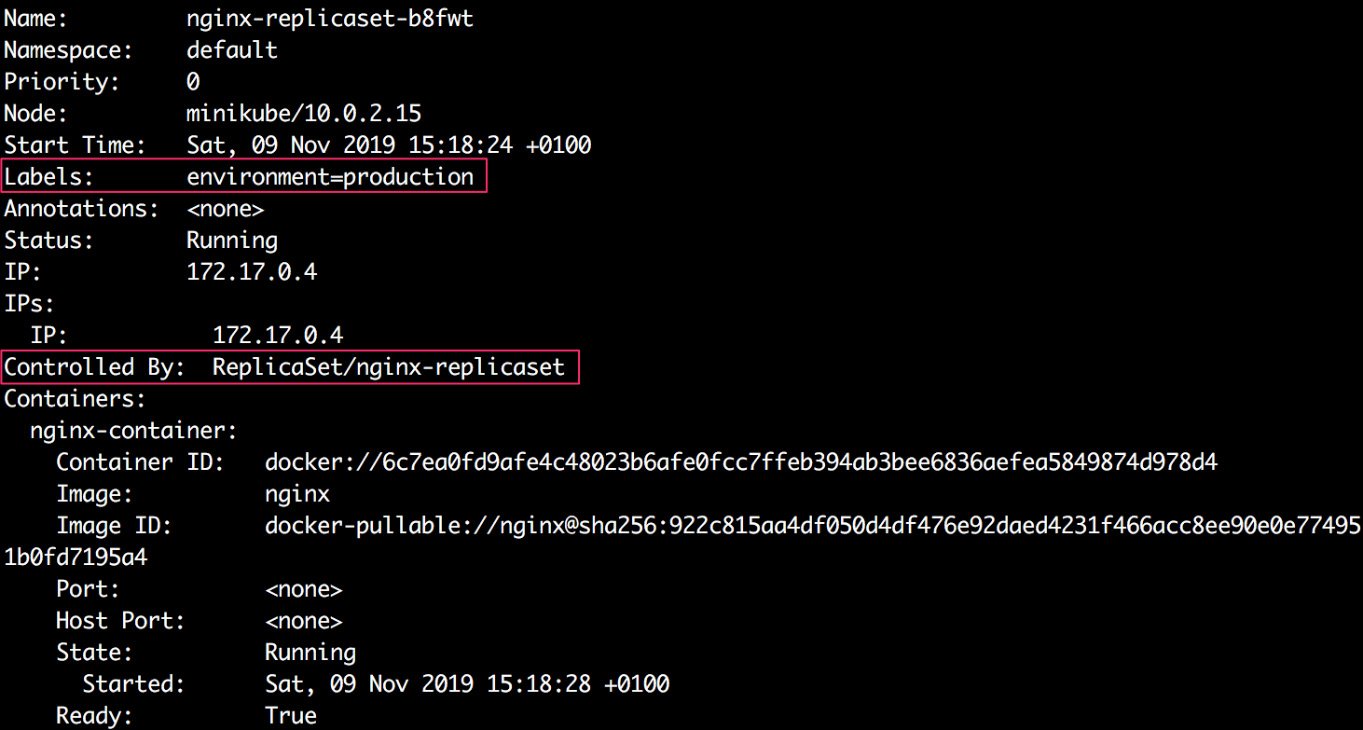 Name:         nginx-replicaset-b8fwt
Namespace:    default
Priority:     0
Node:         minikube/10.0.2.15
Start Time:   Sat, 09 Nov 2019 15:18:24 +0100
Labels:       environment=production
Annotations:  <none>
Status:       Running
IP:           172.17.0.4
IPs:
  IP:           172.17.0.4
Controlled By:  ReplicaSet/nginx-replicaset
Containers:
  nginx-container:
    Container ID:   docker://6c7ea0fd9afe4c48023b6afe0fcc7ffeb394ab3bee6836aefea5849874d978d4
    Image:          nginx
    Image ID:       docker-pullable://nginx@sha256:922c815aa4df050d4df476e92daed4231f466acc8ee90e0e77495
1b0fd7195a4
    Port:           <none>
    Host Port:      <none>
    State:          Running
      Started:      Sat, 09 Nov 2019 15:18:28 +0100
    Ready:          True